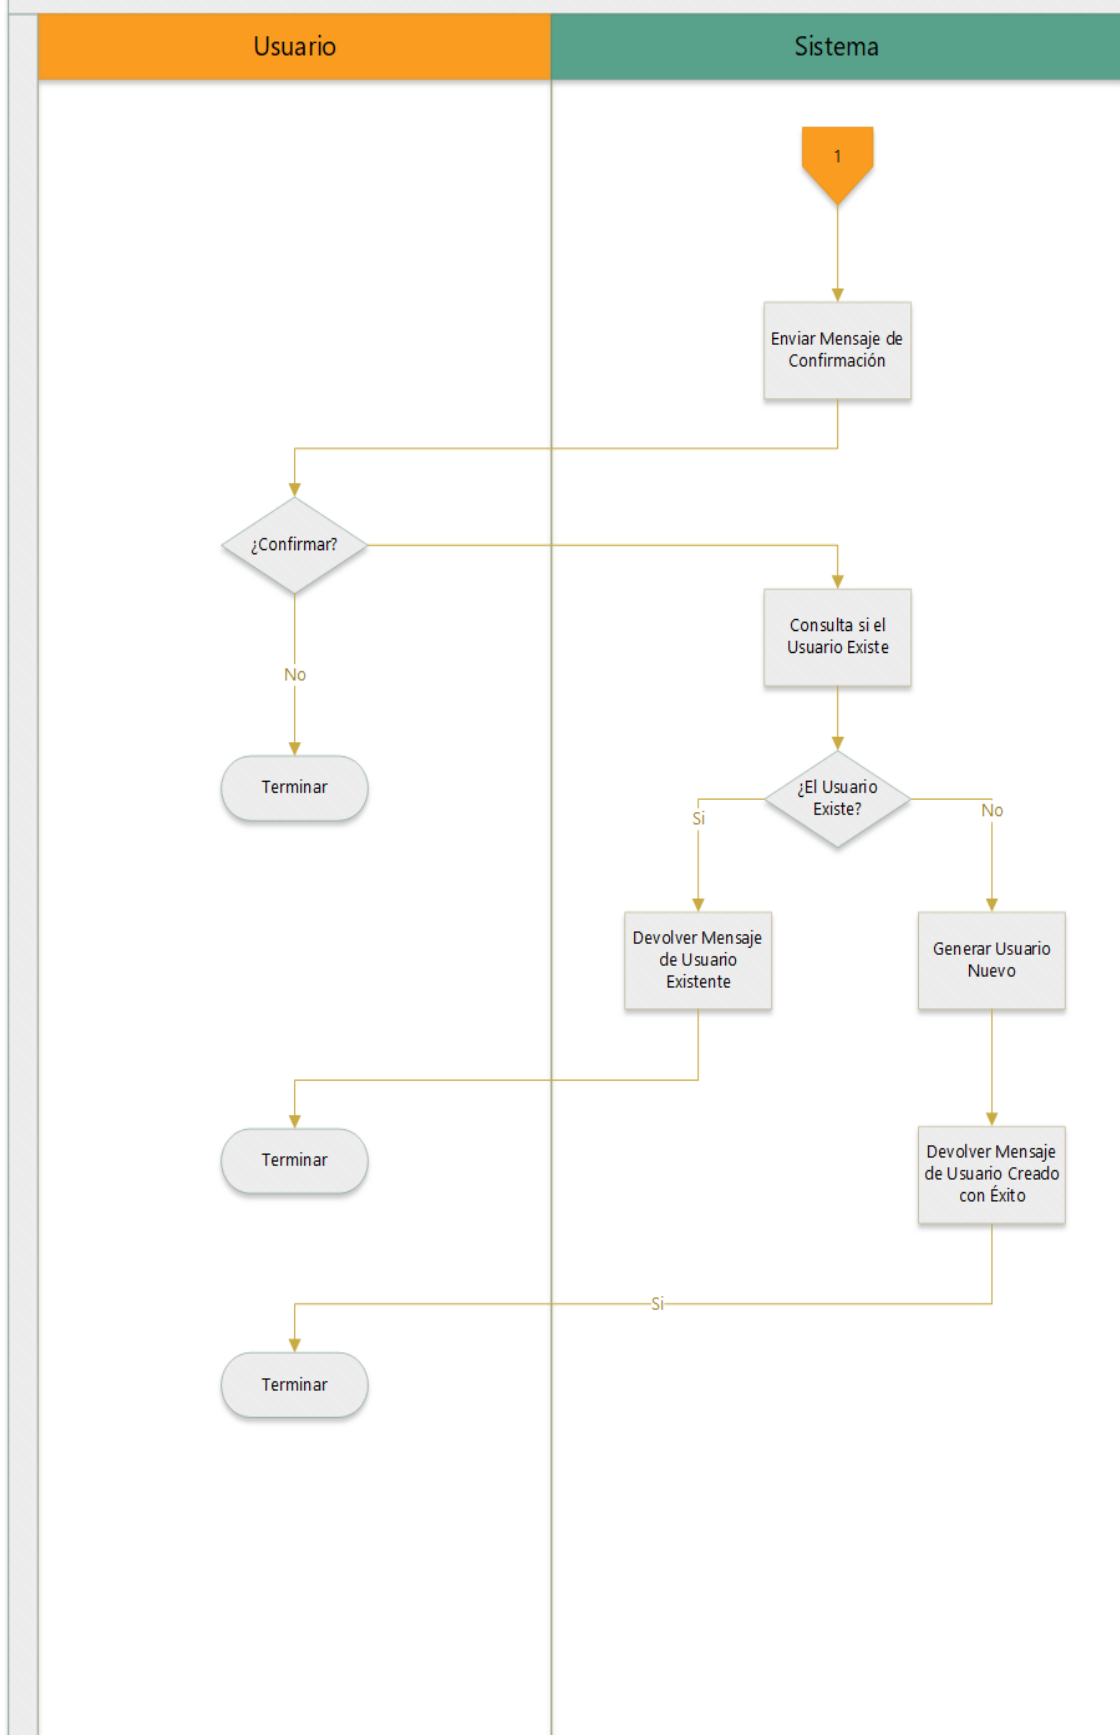 Usuario
Sistema
1
Enviar Mensaje de
Confirmación
¿Confirmar?
Consulta si el
Usuario Existe
No
Terminar
¿El Usuario
Existe?
Si
No
Devolver Mensaje
de Usuario
Existente
Generar Usuario
Nuevo
Terminar
Devolver Mensaje
de Usuario Creado
con Éxito
Si
Terminar